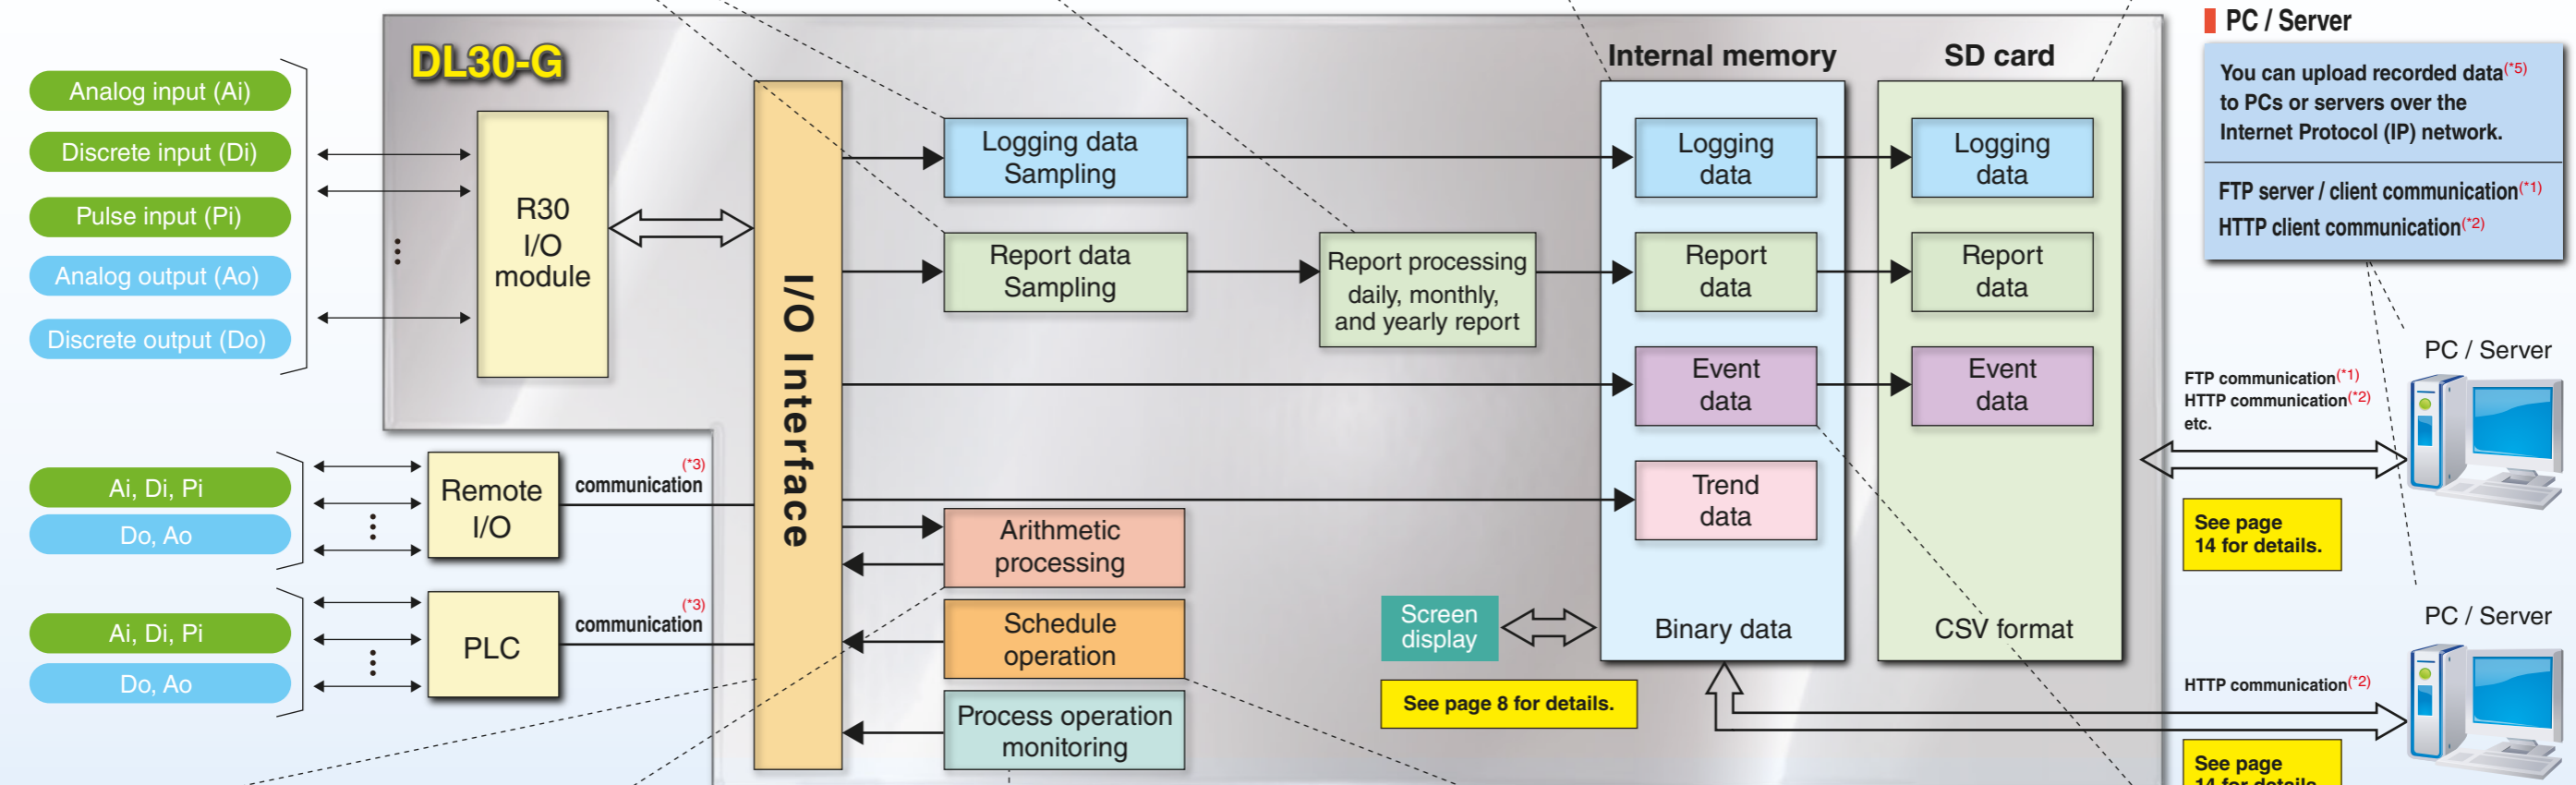 DL30-G
Analog input (Ai)
Discrete input (Di)
Pulse input (Pi)
Analog output (Ao)
Discrete output (Do)
R30
I/O
module
Ai, Di, Pi
Do, Ao
Remote
I/O
communication(*3)
Ai, Di, Pi
Do, Ao
PLC
communication(*3)
I/O Interface
Logging data
Sampling
Report data
Sampling
Report processing
daily, monthly,
and yearly report
Arithmetic
processing
Schedule
operation
Process operation
monitoring
Screen
display
See page 8 for details.
Internal memory
Logging
data
Report
data
Event
data
Trend
data
Binary data
SD card
Logging
data
Report
data
Event
data
CSV format
PC / Server
You can upload recorded data(*5)
to PCs or servers over the
Internet Protocol (IP) network.
FTP server / client communication(*1)
HTTP client communication(*2)
PC / Server
FTP communication(*1)
HTTP communication(*2)
etc.
See page
14 for details.
PC / Server
HTTP communication(*2)
See page
14 for details.